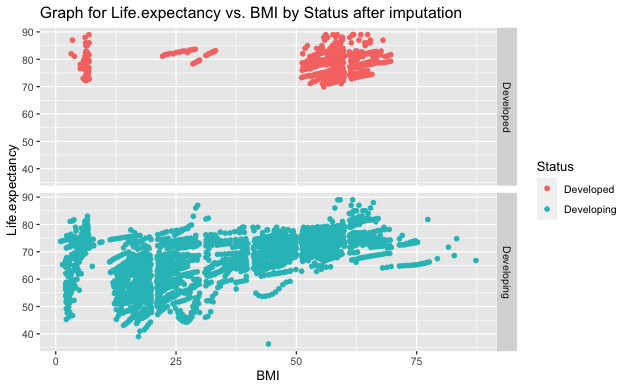 Graph for Life.expectancy vs. BMI by Status after imputation
Life.expectancy
90
80
70
60
50
40
Developed
90
80
70
60
50
40
Developing
0
25
50
75
BMI
Status
Developed
Developing